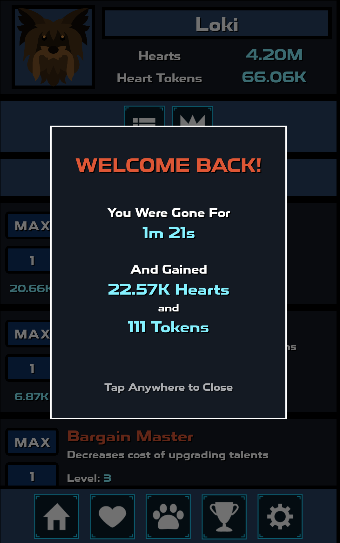 Loki
Hearts 4.20M
Heart Tokens 66.06K
WELCOME BACK!
You Were Gone For
1m 21s
And Gained
22.57K Hearts
and
111 Tokens
Tap Anywhere to Close
MAX
1
20.66K
MAX
1
6.87K
MAX
1
Bargain Master
Decreases cost of upgrading talents
Level: 3